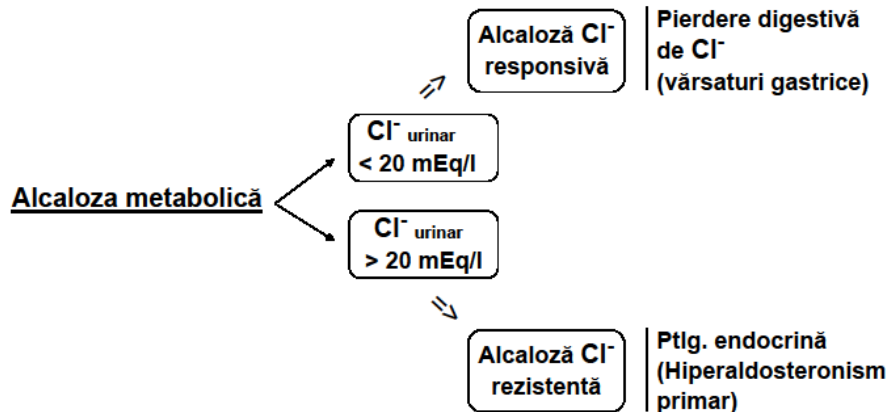 Alcaloza metabolică
Cl⁻ urinar
< 20 mEq/l
Alcaloză Cl⁻
responsivă
Pierdere digestivă
de Cl⁻
(vărsaturi gastrice)
Cl⁻ urinar
> 20 mEq/l
Alcaloză Cl⁻
rezistentă
Ptlg. endocrină
(Hiperaldosteronism
primar)